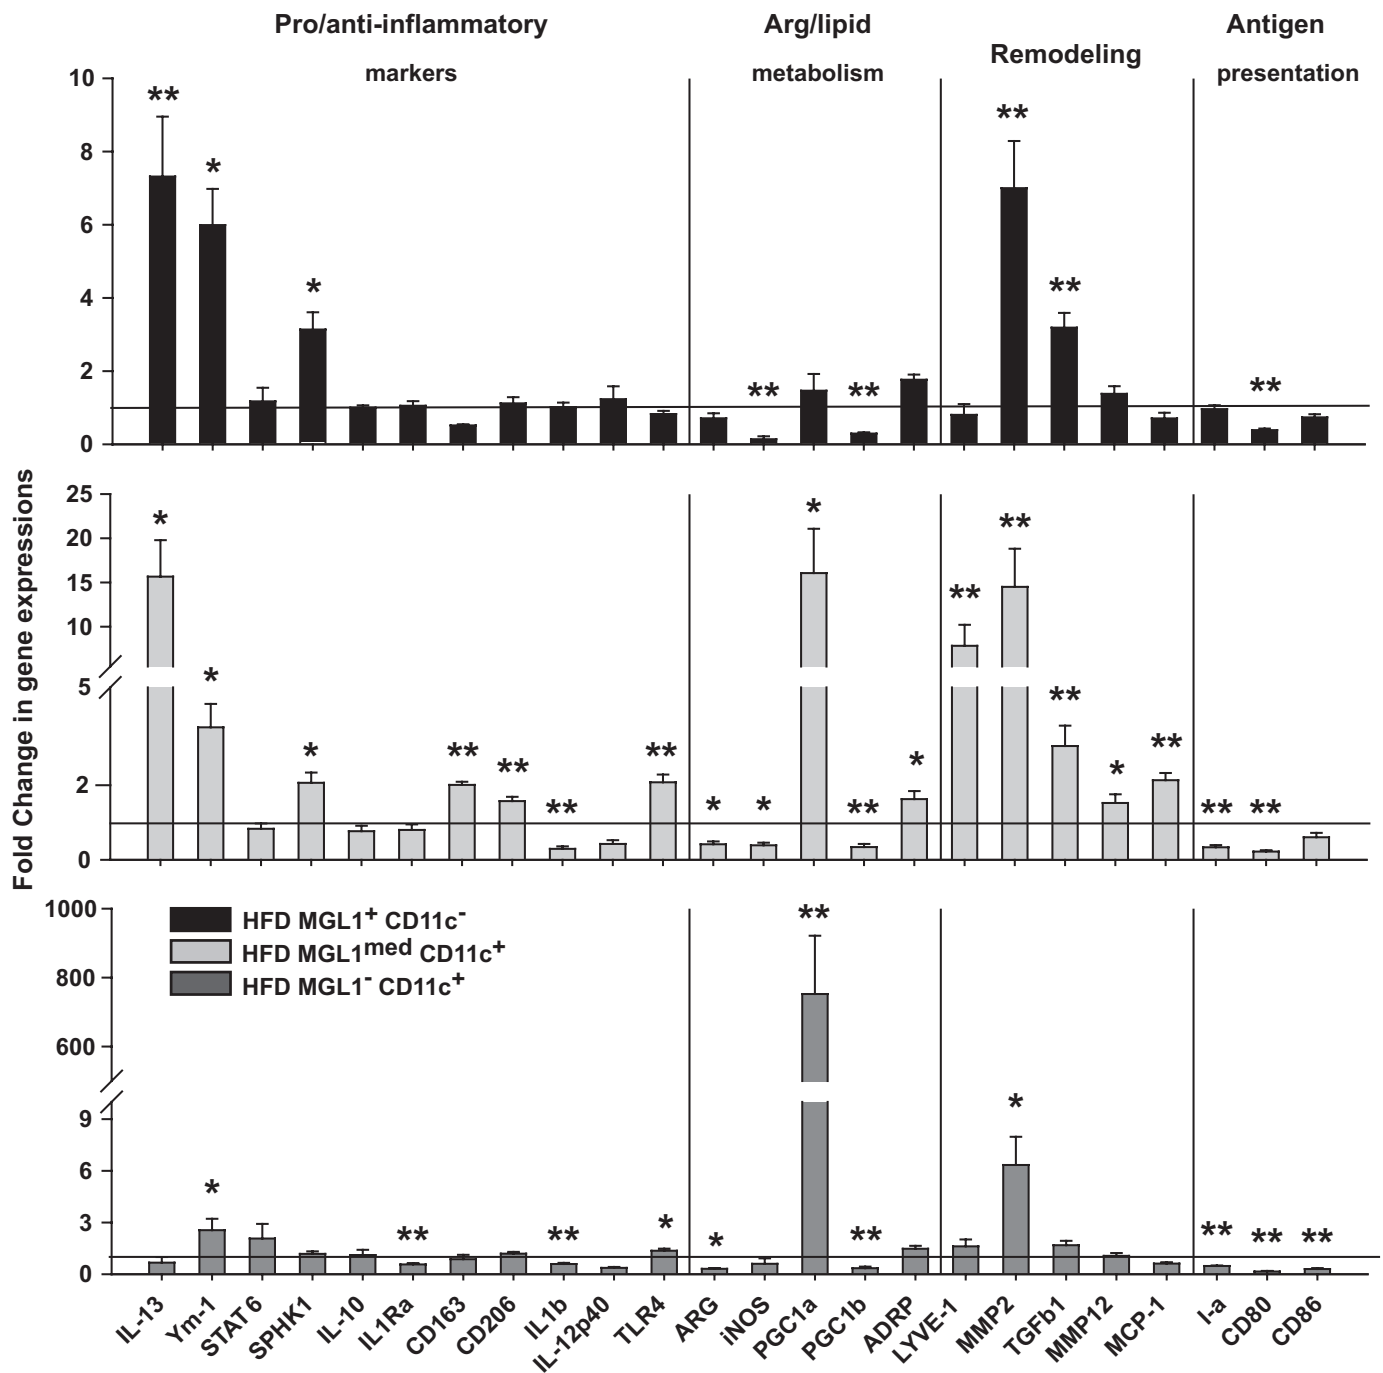 Pro/anti-inflammatory
markers
Arg/lipid
metabolism
Remodeling
Antigen
presentation
Fold Change in gene expressions
10
8
6
4
2
0
** * * ** ** ** ** **
25
20
15
10
5
2
0
* * * ** ** ** ** * * * ** * ** ** ** * ** ** **
1000
800
600
9
6
3
0
HFD MGL1+ CD11c-
HFD MGL1med CD11c+
HFD MGL1- CD11c+
* ** ** * * ** ** * ** ** **
IL-13
Ym-1
STAT6
SPHK1
IL-10
IL1Ra
CD163
CD206
IL1b
IL-12p40
TLR4
ARG
iNOS
PGC1a
PGC1b
ADRP
LYVE-1
MMP2
TGFb1
MMP12
MCP-1
I-a
CD80
CD86